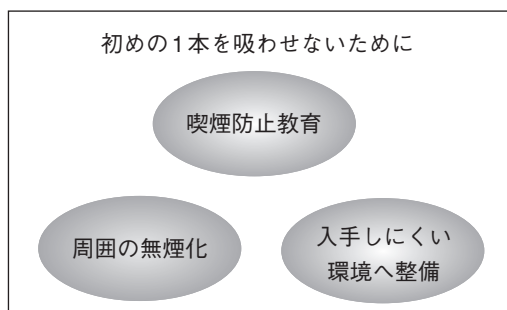 初めの1本を吸わせないために
喫煙防止教育
周囲の無煙化
入手しにくい
環境へ整備